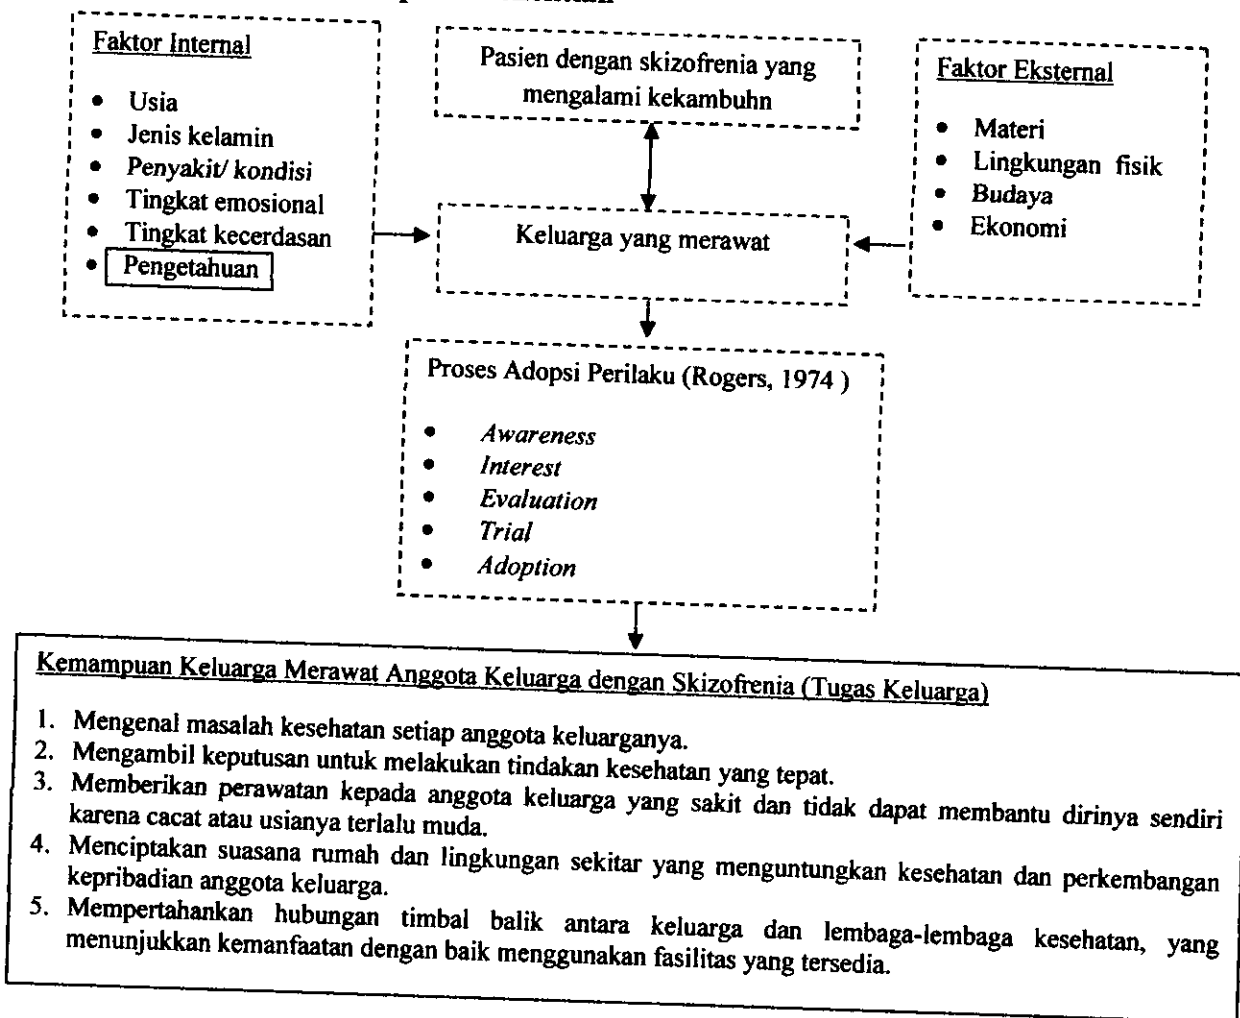 Faktor Internal
• Usia
• Jenis kelamin
• Penyakit/ kondisi
• Tingkat emosional
• Tingkat kecerdasan
• Pengetahuan
Pasien dengan skizofrenia yang
mengalami kekambuhn
Keluarga yang merawat
Faktor Eksternal
• Materi
• Lingkungan fisik
• Budaya
• Ekonomi
Proses Adopsi Perilaku (Rogers, 1974 )
• Awareness
• Interest
• Evaluation
• Trial
• Adoption
Kemampuan Keluarga Merawat Anggota Keluarga dengan Skizofrenia (Tugas Keluarga)
1. Mengenal masalah kesehatan setiap anggota keluarganya.
2. Mengambil keputusan untuk melakukan tindakan kesehatan yang tepat.
3. Memberikan perawatan kepada anggota keluarga yang sakit dan tidak dapat membantu dirinya sendiri
karena cacat atau usianya terlalu muda.
4. Menciptakan suasana rumah dan lingkungan sekitar yang menguntungkan kesehatan dan perkembangan
kepribadian anggota keluarga.
5. Mempertahankan hubungan timbal balik antara keluarga dan lembaga-lembaga kesehatan, yang
menunjukkan kemanfaatan dengan baik menggunakan fasilitas yang tersedia.